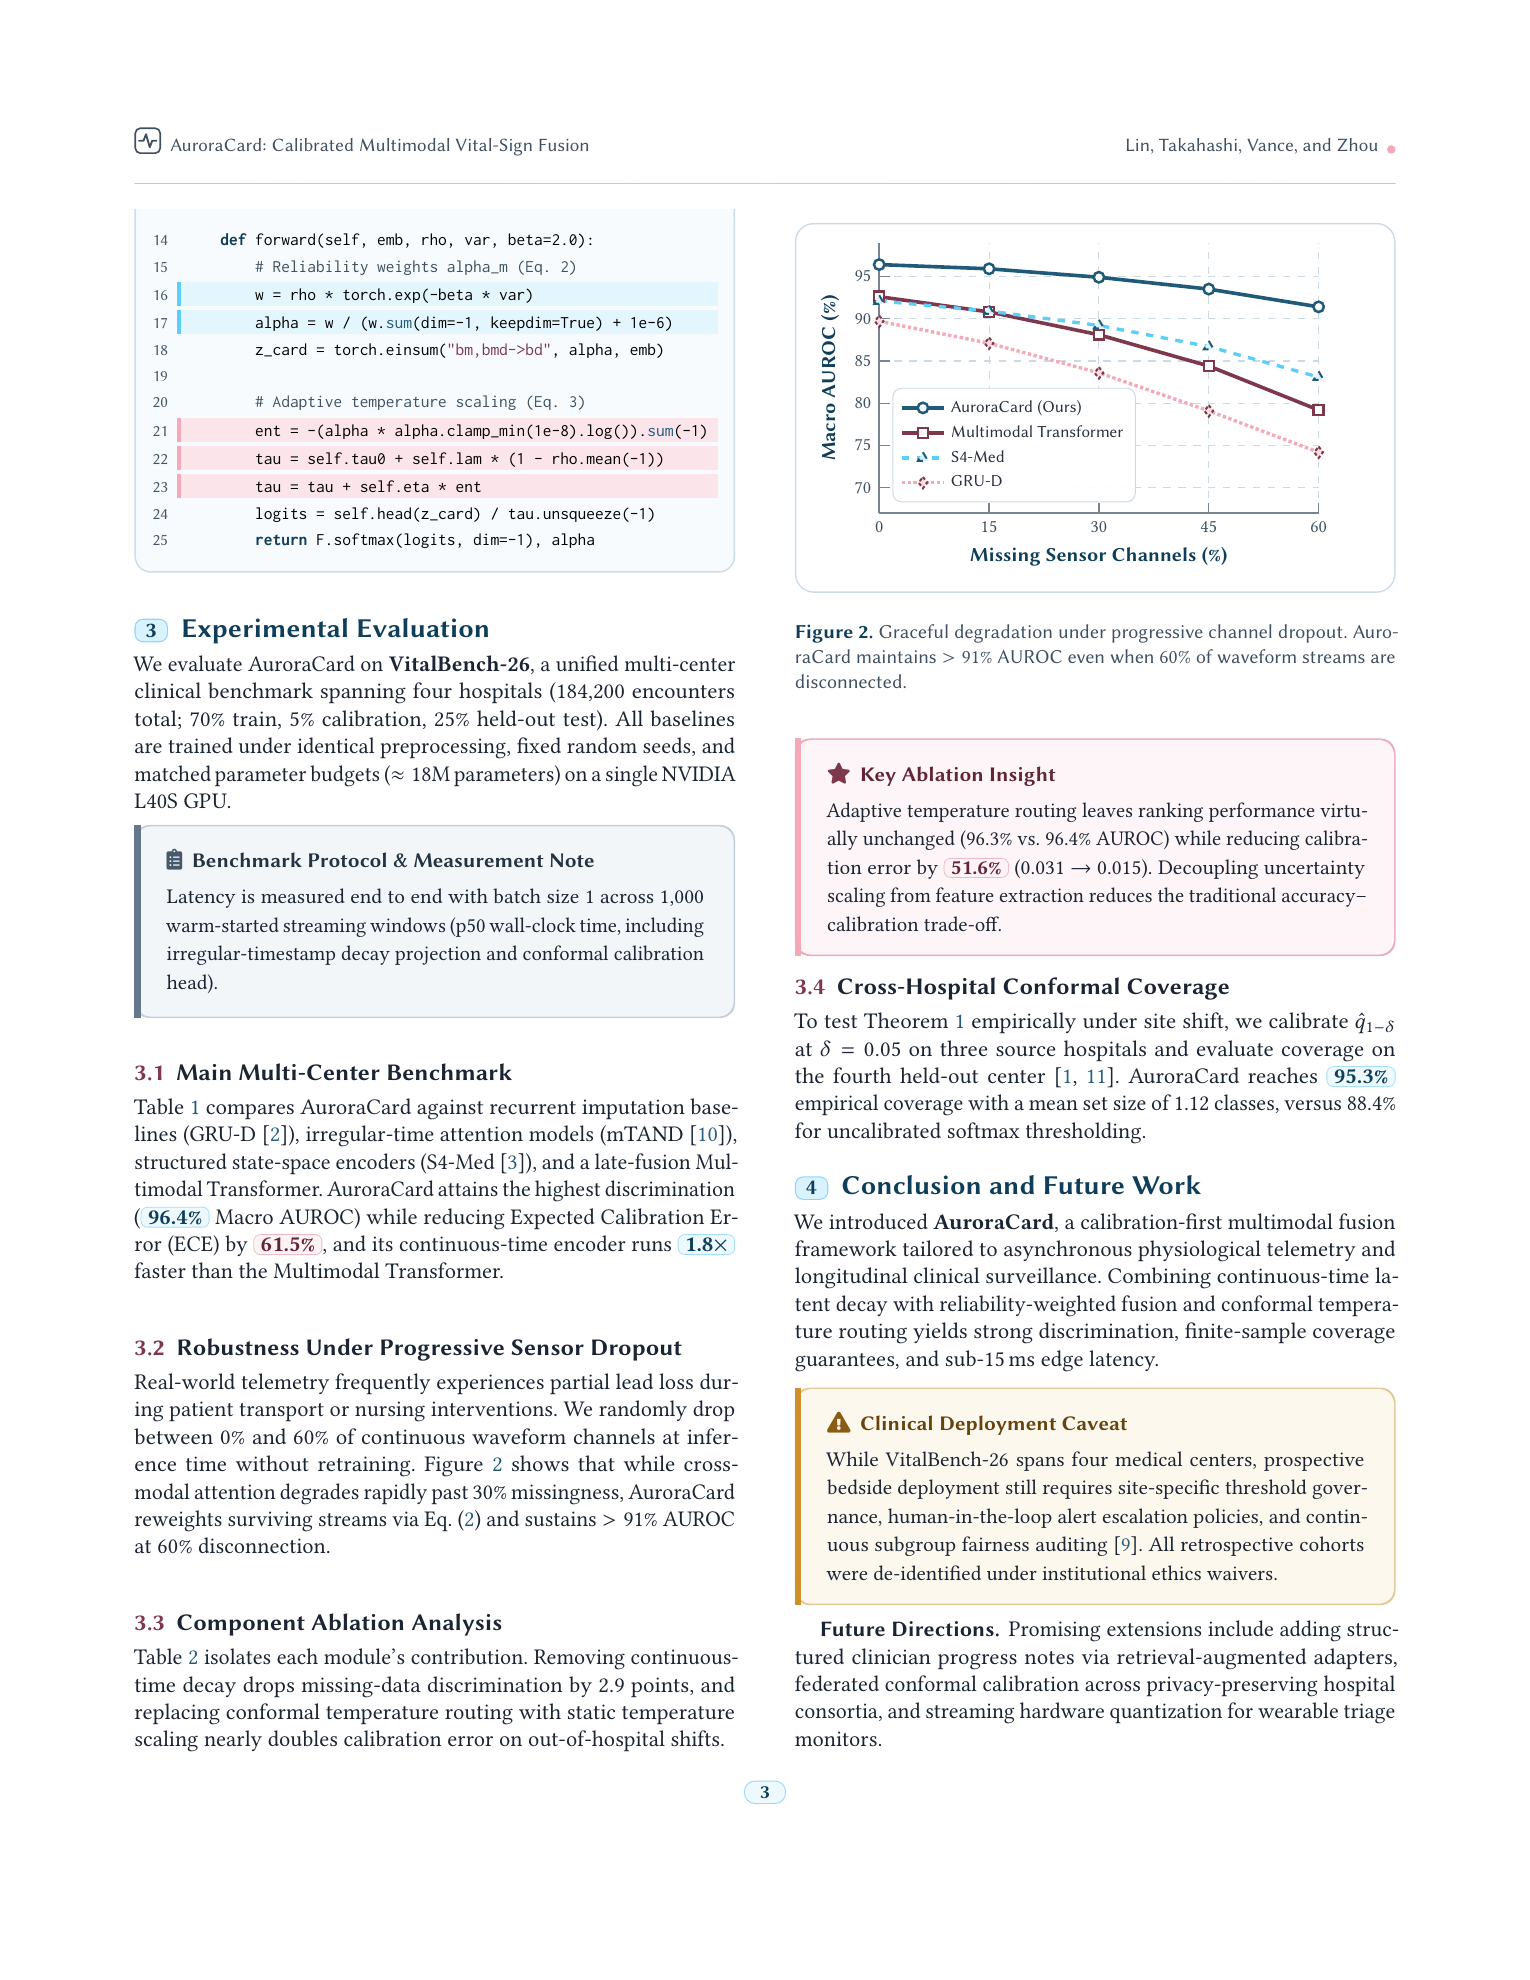 AuroraCard: Calibrated Multimodal Vital-Sign Fusion
Lin, Takahashi, Vance, and Zhou
14 def forward(self, emb, rho, var, beta=2.0):
15 # Reliability weights alpha_m (Eq. 2)
16 w = rho * torch.exp(-beta * var)
17 alpha = w / (w.sum(dim=-1, keepdim=True) + 1e-6)
18 z_card = torch.einsum("bm,bmd->bd", alpha, emb)
19
20 # Adaptive temperature scaling (Eq. 3)
21 ent = -(alpha * alpha.clamp_min(1e-8).log()).sum(-1)
22 tau = self.tau0 + self.lam * (1 - rho.mean(-1))
23 tau = tau + self.eta * ent
24 logits = self.head(z_card) / tau.unsqueeze(-1)
25 return F.softmax(logits, dim=-1), alpha
3 Experimental Evaluation
We evaluate AuroraCard on VitalBench-26, a unified multi-center
clinical benchmark spanning four hospitals (184,200 encounters
total; 70% train, 5% calibration, 25% held-out test). All baselines
are trained under identical preprocessing, fixed random seeds, and
matched parameter budgets (≈ 18M parameters) on a single NVIDIA
L40S GPU.
Benchmark Protocol & Measurement Note
Latency is measured end to end with batch size 1 across 1,000
warm-started streaming windows (p50 wall-clock time, including
irregular-timestamp decay projection and conformal calibration
head).
3.1 Main Multi-Center Benchmark
Table 1 compares AuroraCard against recurrent imputation base-
lines (GRU-D [2]), irregular-time attention models (mTAND [10]),
structured state-space encoders (S4-Med [3]), and a late-fusion Mul-
timodal Transformer. AuroraCard attains the highest discrimination
(96.4% Macro AUROC) while reducing Expected Calibration Er-
ror (ECE) by 61.5%, and its continuous-time encoder runs 1.8×
faster than the Multimodal Transformer.
3.2 Robustness Under Progressive Sensor Dropout
Real-world telemetry frequently experiences partial lead loss dur-
ing patient transport or nursing interventions. We randomly drop
between 0% and 60% of continuous waveform channels at infer-
ence time without retraining. Figure 2 shows that while cross-
modal attention degrades rapidly past 30% missingness, AuroraCard
reweights surviving streams via Eq. (2) and sustains > 91% AUROC
at 60% disconnection.
3.3 Component Ablation Analysis
Table 2 isolates each module's contribution. Removing continuous-
time decay drops missing-data discrimination by 2.9 points, and
replacing conformal temperature routing with static temperature
scaling nearly doubles calibration error on out-of-hospital shifts.
Macro AUROC (%)
95
90
85
80
75
70
AuroraCard (Ours)
Multimodal Transformer
S4-Med
GRU-D
0 15 30 45 60
Missing Sensor Channels (%)
Figure 2. Graceful degradation under progressive channel dropout. Auro-
raCard maintains > 91% AUROC even when 60% of waveform streams are
disconnected.
Key Ablation Insight
Adaptive temperature routing leaves ranking performance virtu-
ally unchanged (96.3% vs. 96.4% AUROC) while reducing calibra-
tion error by 51.6% (0.031 → 0.015). Decoupling uncertainty
scaling from feature extraction reduces the traditional accuracy–
calibration trade-off.
3.4 Cross-Hospital Conformal Coverage
To test Theorem 1 empirically under site shift, we calibrate q̂₁₋δ
at δ = 0.05 on three source hospitals and evaluate coverage on
the fourth held-out center [1, 11]. AuroraCard reaches 95.3%
empirical coverage with a mean set size of 1.12 classes, versus 88.4%
for uncalibrated softmax thresholding.
4 Conclusion and Future Work
We introduced AuroraCard, a calibration-first multimodal fusion
framework tailored to asynchronous physiological telemetry and
longitudinal clinical surveillance. Combining continuous-time la-
tent decay with reliability-weighted fusion and conformal tempera-
ture routing yields strong discrimination, finite-sample coverage
guarantees, and sub-15 ms edge latency.
Clinical Deployment Caveat
While VitalBench-26 spans four medical centers, prospective
bedside deployment still requires site-specific threshold gover-
nance, human-in-the-loop alert escalation policies, and contin-
uous subgroup fairness auditing [9]. All retrospective cohorts
were de-identified under institutional ethics waivers.
Future Directions. Promising extensions include adding struc-
tured clinician progress notes via retrieval-augmented adapters,
federated conformal calibration across privacy-preserving hospital
consortia, and streaming hardware quantization for wearable triage
monitors.
3